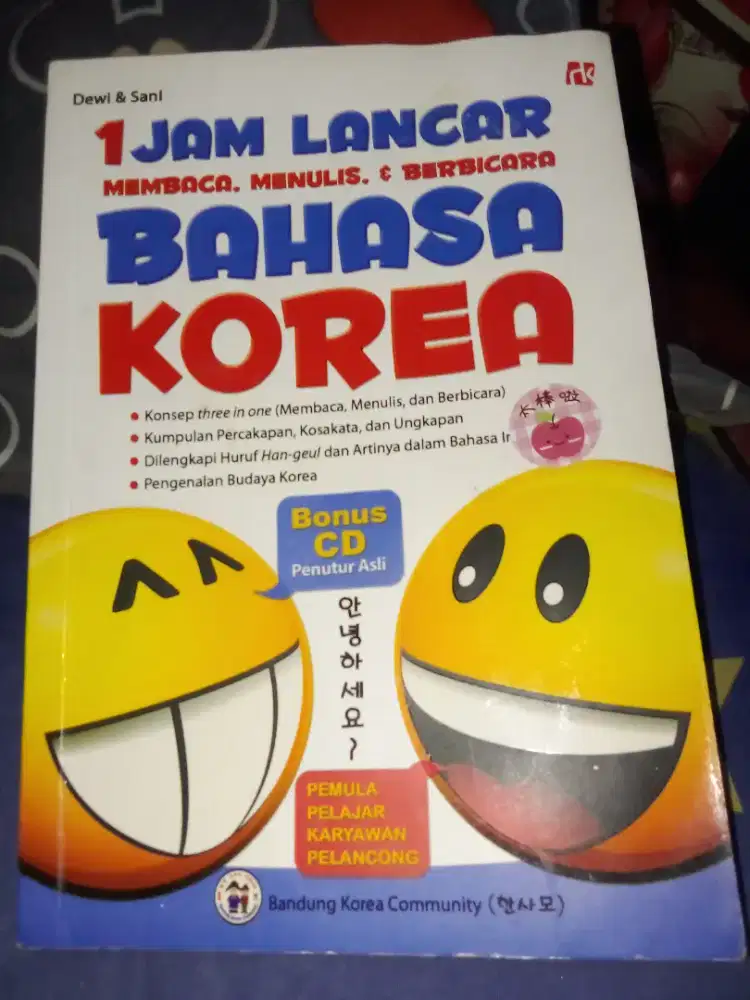 Dewi & Sani
rk
1 JAM LANCAR
MEMBACA, MENULIS, & BERBICARA
BAHASA
KOREA
• Konsep three in one (Membaca, Menulis, dan Berbicara)
• Kumpulan Percakapan, Kosakata, dan Ungkapan
• Dilengkapi Huruf Han-geul dan Artinya dalam Bahasa In
• Pengenalan Budaya Korea
棒
Bonus
CD
Penutur Asli
안
녕
하
세
요
~
PEMULA
PELAJAR
KARYAWAN
PELANCONG
Bandung Korea Community (한사모)